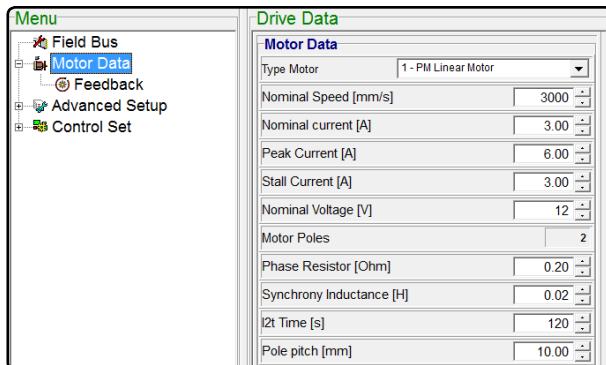 Menu
Field Bus
Motor Data
Feedback
Advanced Setup
Control Set
Drive Data
Motor Data
Type Motor 1 - PM Linear Motor
Nominal Speed [mm/s] 3000
Nominal current [A] 3.00
Peak Current [A] 6.00
Stall Current [A] 3.00
Nominal Voltage [V] 12
Motor Poles 2
Phase Resistor [Ohm] 0.20
Synchrony Inductance [H] 0.02
I2t Time [s] 120
Pole pitch [mm] 10.00